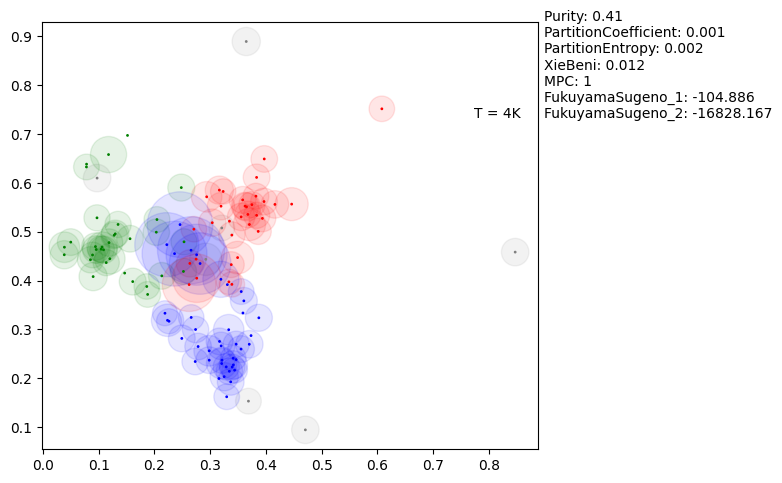 Purity: 0.41
PartitionCoefficient: 0.001
PartitionEntropy: 0.002
XieBeni: 0.012
MPC: 1
FukuyamaSugeno_1: -104.886
FukuyamaSugeno_2: -16828.167
T = 4K
0.9
0.8
0.7
0.6
0.5
0.4
0.3
0.2
0.1
0.0 0.1 0.2 0.3 0.4 0.5 0.6 0.7 0.8